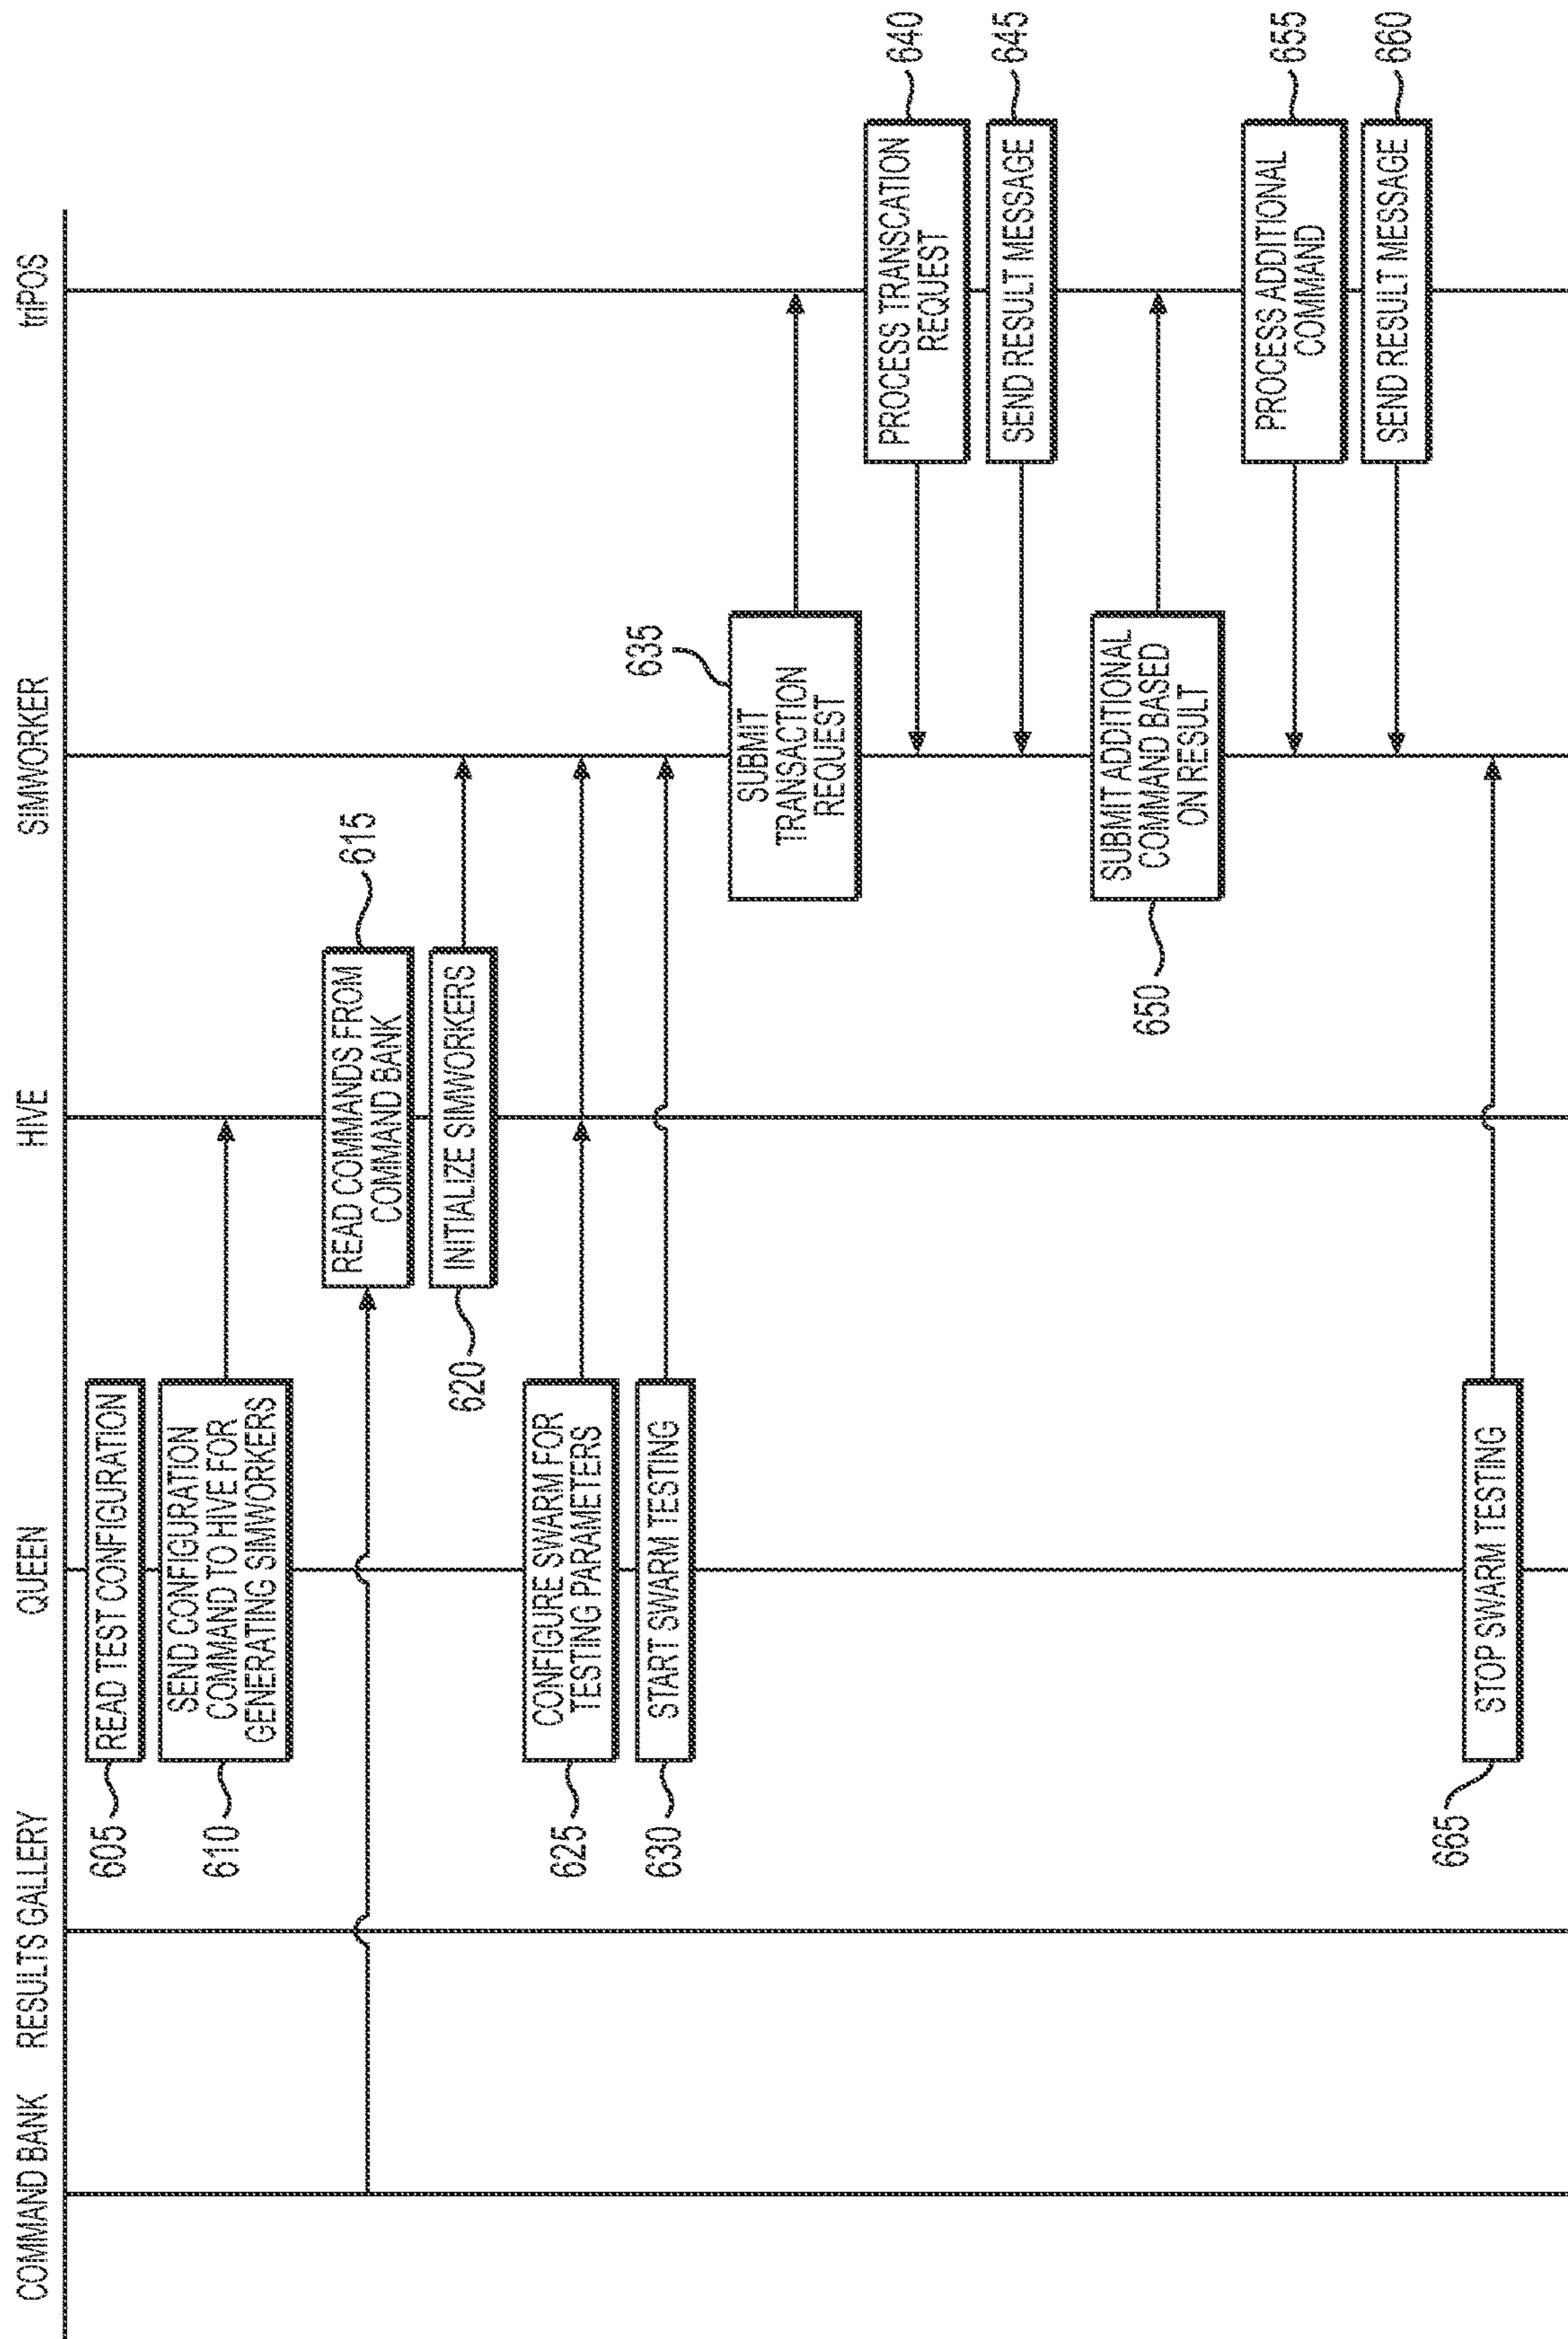 COMMAND BANK
RESULTS GALLERY
QUEEN
HIVE
SIMWORKER
triPOS
605
READ TEST CONFIGURATION
610
SEND CONFIGURATION
COMMAND TO HIVE FOR
GENERATING SIMWORKERS
READ COMMANDS FROM
COMMAND BANK
615
620
INITIALIZE SIMWORKERS
625
CONFIGURE SWARM FOR
TESTING PARAMETERS
630
START SWARM TESTING
635
SUBMIT
TRANSACTION
REQUEST
PROCESS TRANSCATION
REQUEST
640
SEND RESULT MESSAGE
645
650
SUBMIT ADDITIONAL
COMMAND BASED
ON RESULT
PROCESS ADDITIONAL
COMMAND
655
SEND RESULT MESSAGE
660
665
STOP SWARM TESTING